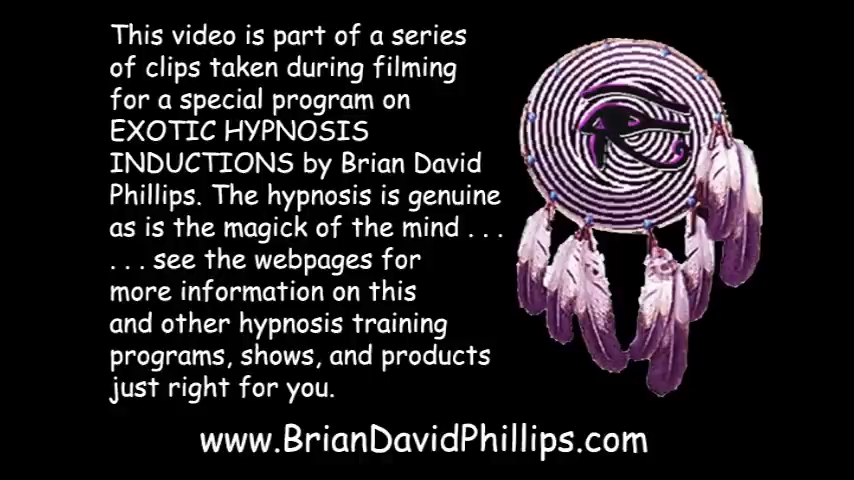 This video is part of a series
of clips taken during filming
for a special program on
EXOTIC HYPNOSIS
INDUCTIONS by Brian David
Phillips. The hypnosis is genuine
as is the magick of the mind . . .
. . . see the webpages for
more information on this
and other hypnosis training
programs, shows, and products
just right for you.
www.BrianDavidPhillips.com